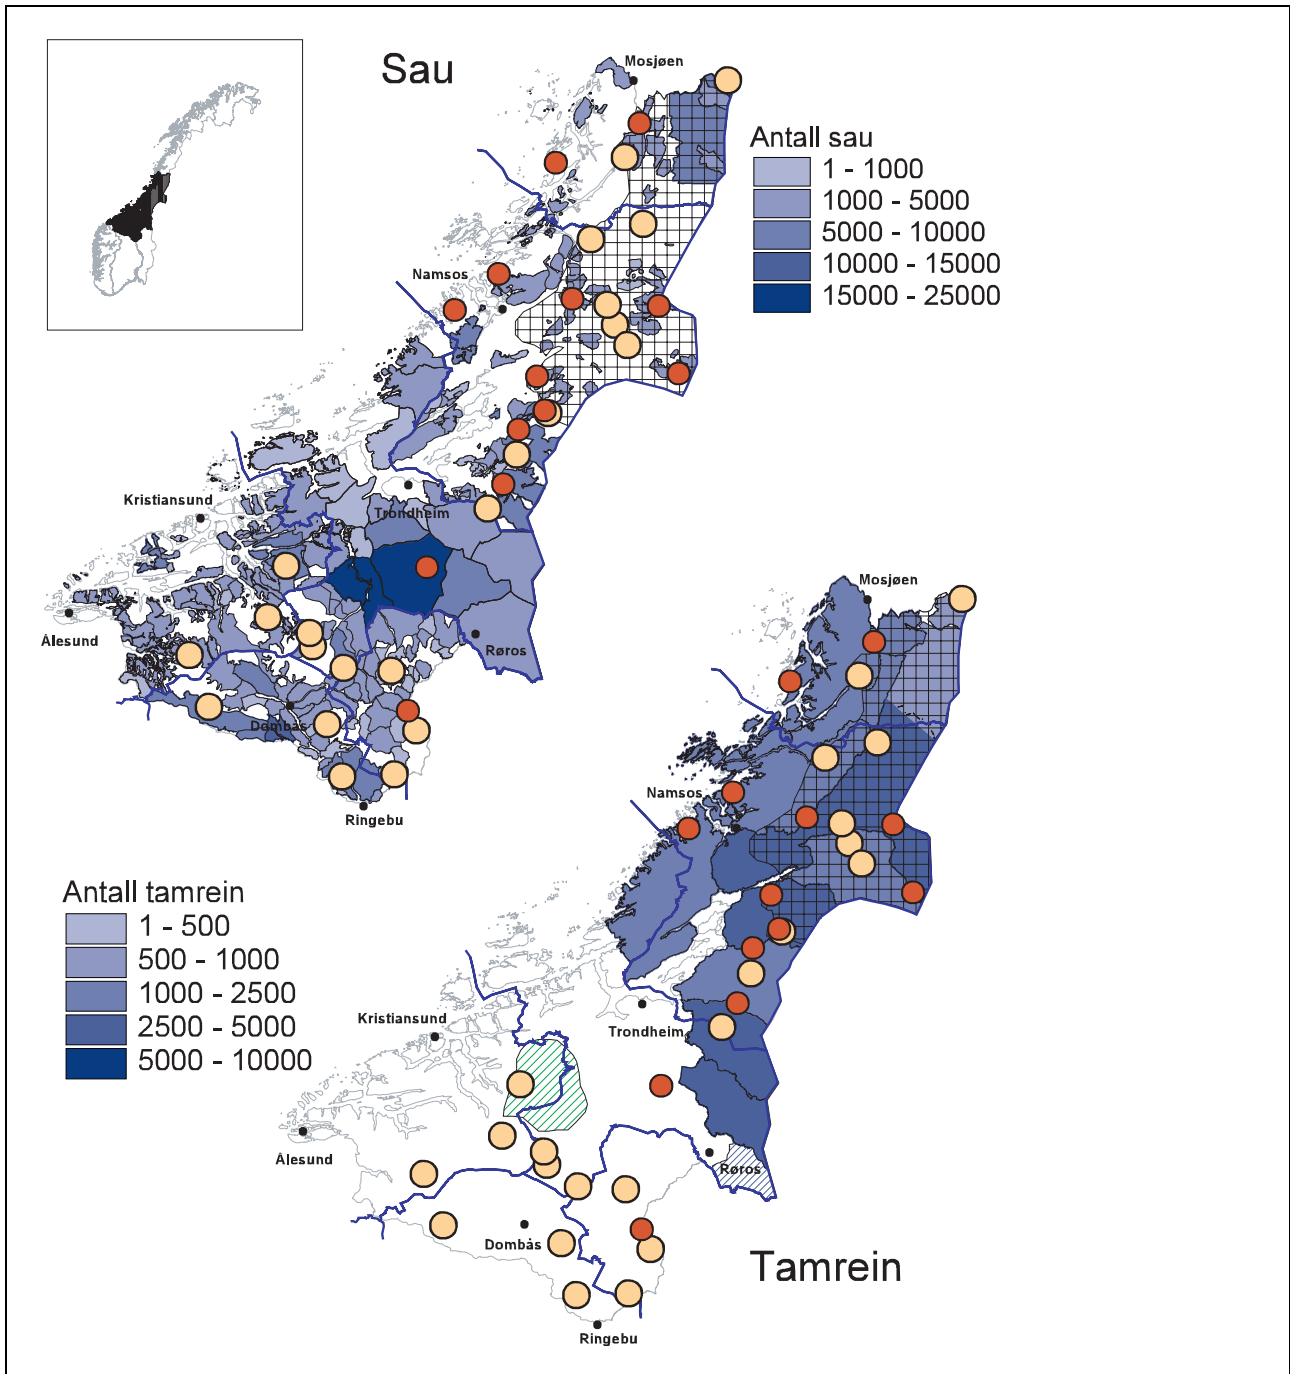 Sau
Mosjøen
Antall sau
1 - 1000
1000 - 5000
5000 - 10000
10000 - 15000
15000 - 25000
Namsos
Kristiansund
Trondheim
Ålesund
Røros
Dombås
Ringebu
Mosjøen
Namsos
Antall tamrein
1 - 500
500 - 1000
1000 - 2500
2500 - 5000
5000 - 10000
Kristiansund
Trondheim
Ålesund
Røros
Dombås
Tamrein
Ringebu